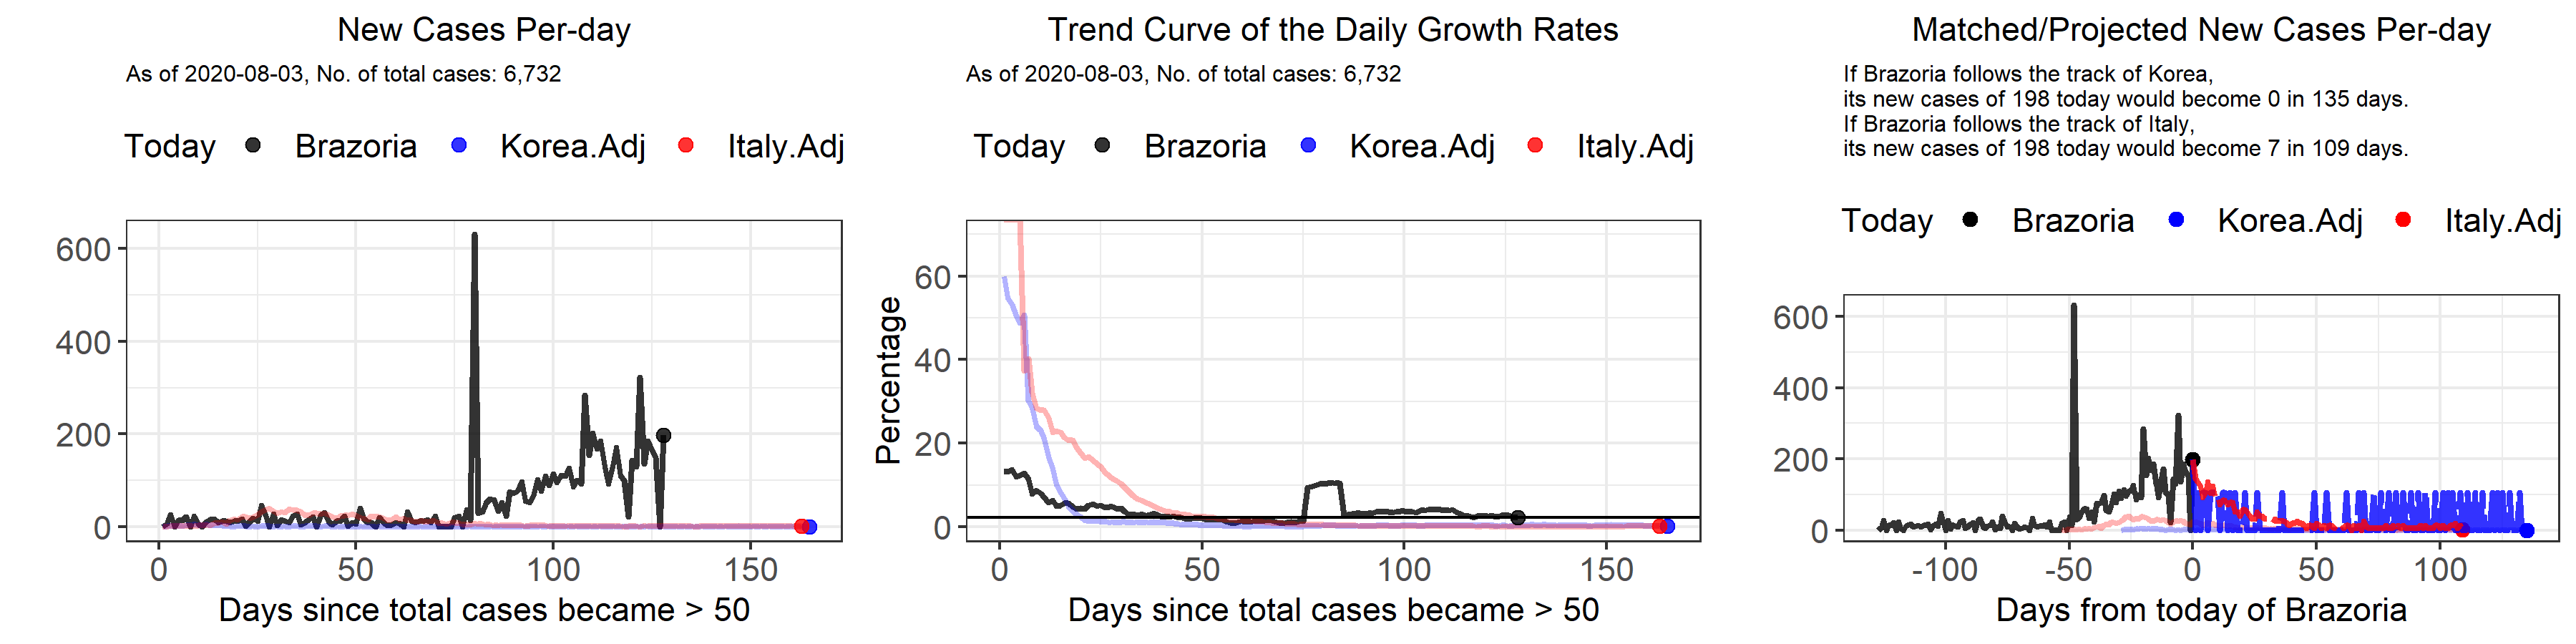 New Cases Per-day
As of 2020-08-03, No. of total cases: 6,732
Today Brazoria Korea.Adj Italy.Adj
600
400
200
0
0 50 100 150
Days since total cases became > 50
Trend Curve of the Daily Growth Rates
As of 2020-08-03, No. of total cases: 6,732
Today Brazoria Korea.Adj Italy.Adj
Percentage
60
40
20
0
0 50 100 150
Days since total cases became > 50
Matched/Projected New Cases Per-day
If Brazoria follows the track of Korea,
its new cases of 198 today would become 0 in 135 days.
If Brazoria follows the track of Italy,
its new cases of 198 today would become 7 in 109 days.
Today Brazoria Korea.Adj Italy.Adj
600
400
200
0
-100 -50 0 50 100
Days from today of Brazoria